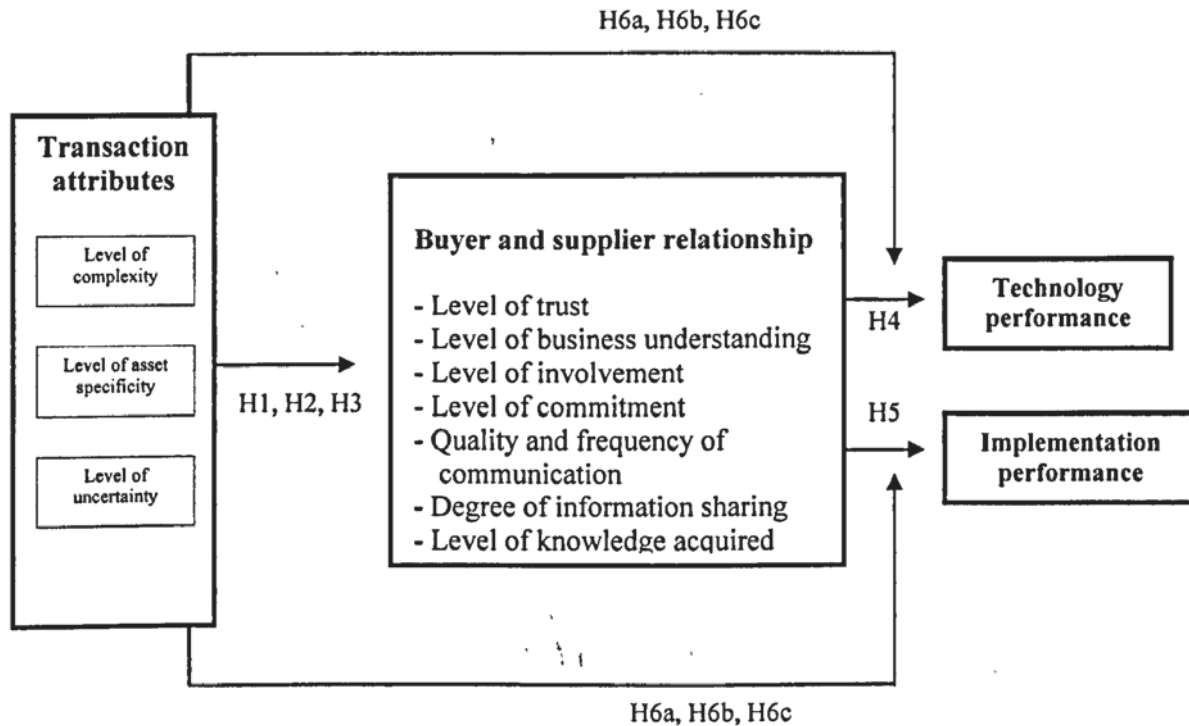 H6a, H6b, H6c
Transaction
attributes
Level of
complexity
Level of asset
specificity
Level of
uncertainty
H1, H2, H3
Buyer and supplier relationship
- Level of trust
- Level of business understanding
- Level of involvement
- Level of commitment
- Quality and frequency of
communication
- Degree of information sharing
- Level of knowledge acquired
H4
Technology
performance
H5
Implementation
performance
H6a, H6b, H6c